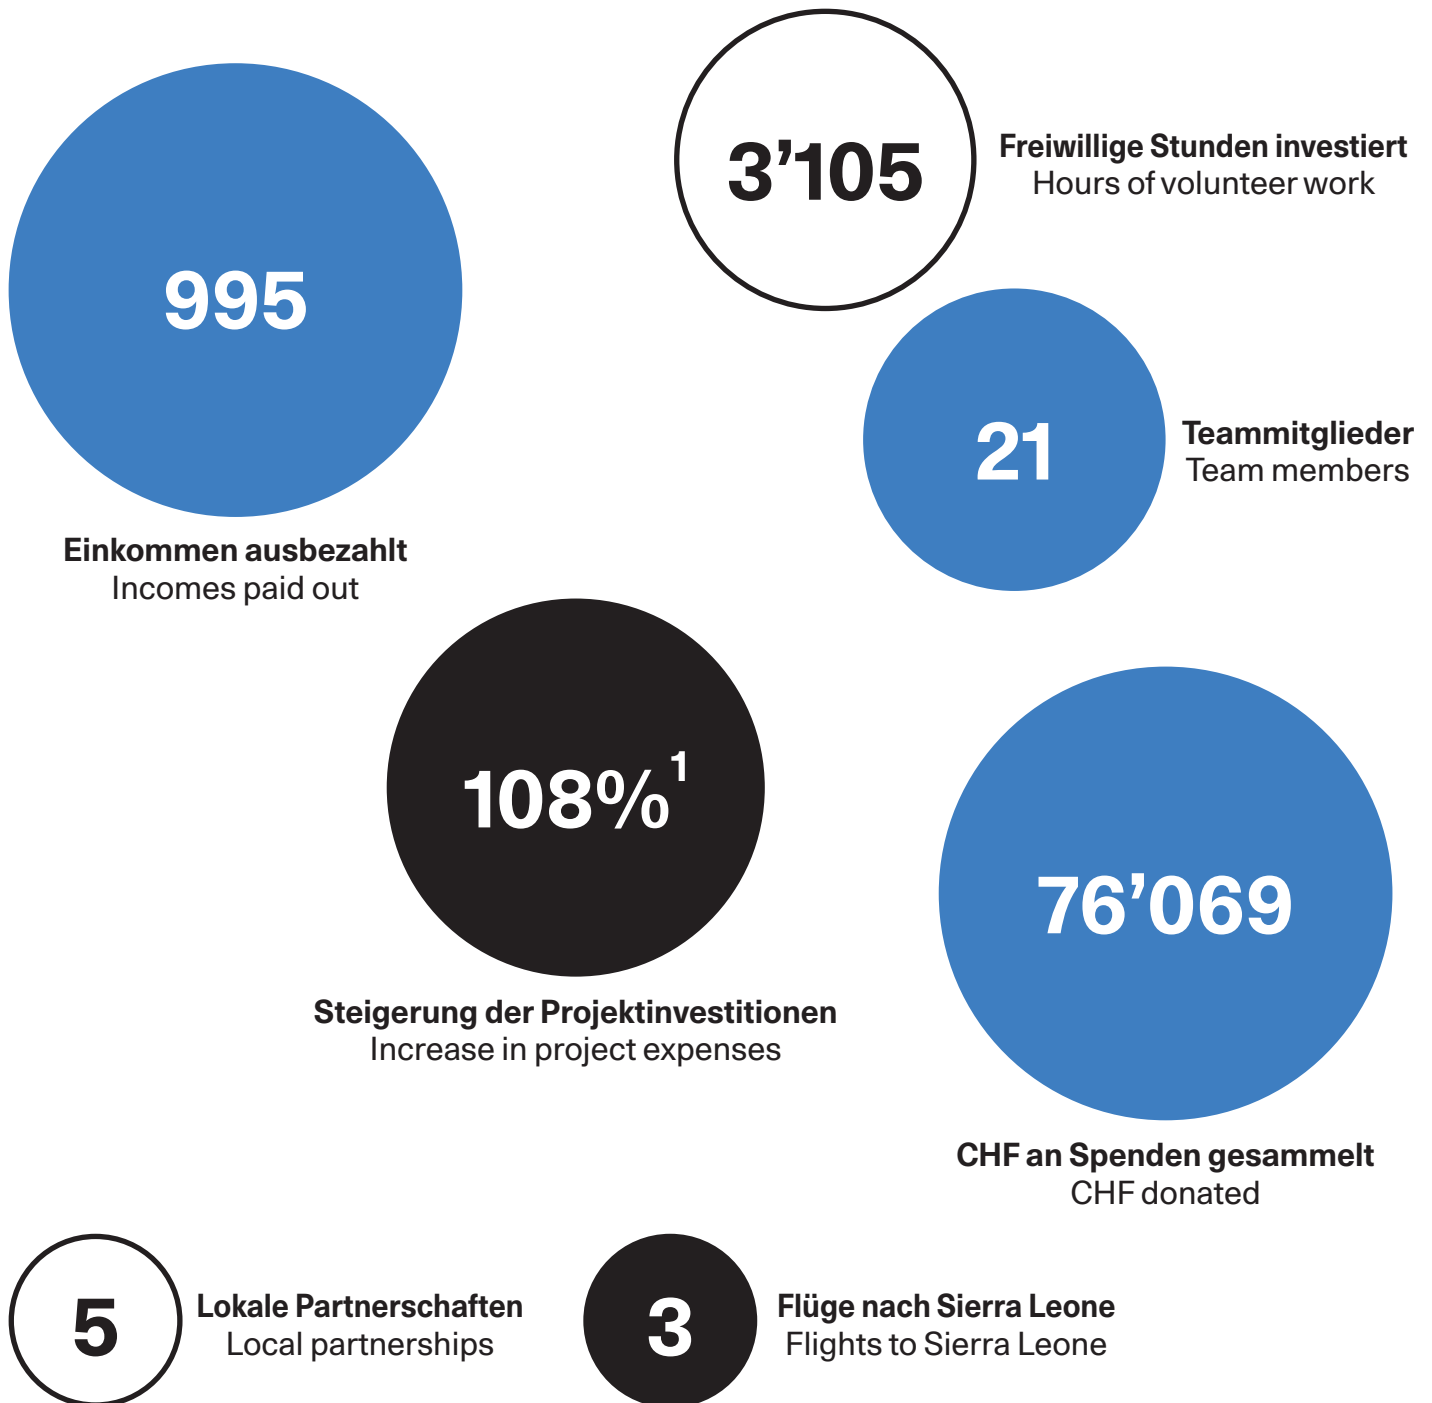 995
Einkommen ausbezahlt
Incomes paid out
3’105
Freiwillige Stunden investiert
Hours of volunteer work
21
Teammitglieder
Team members
108%¹
Steigerung der Projektinvestitionen
Increase in project expenses
76’069
CHF an Spenden gesammelt
CHF donated
5
Lokale Partnerschaften
Local partnerships
3
Flüge nach Sierra Leone
Flights to Sierra Leone